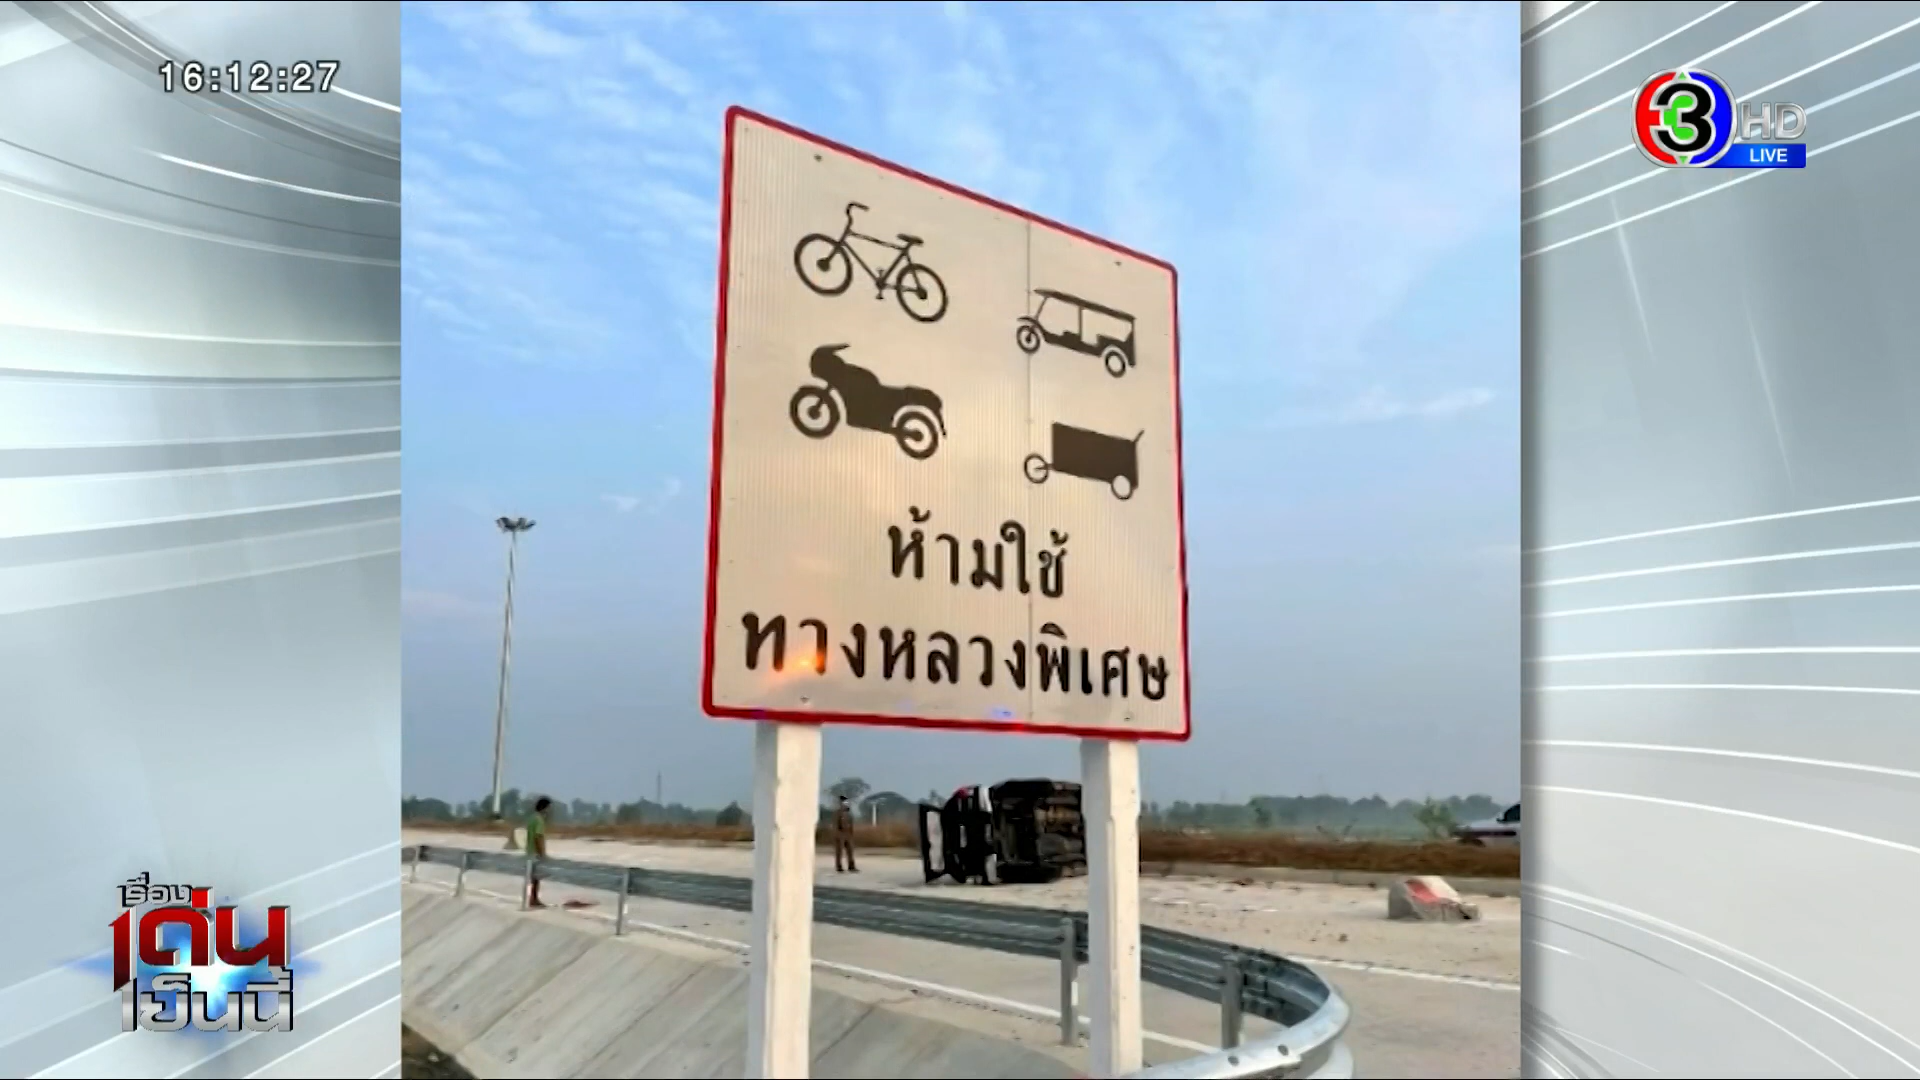 16:12:27
3 HD
LIVE
ห้ามใช้
ทางหลวงพิเศษ
เรื่อง
เด่น
เย็นนี้